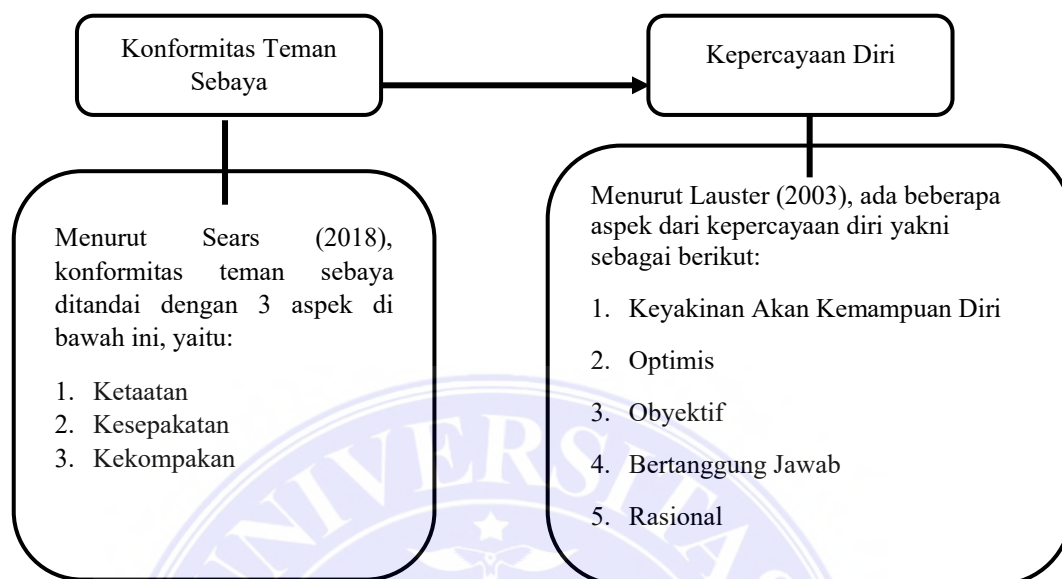 Konformitas Teman
Sebaya
Kepercayaan Diri
Menurut Sears (2018),
konformitas teman sebaya
ditandai dengan 3 aspek di
bawah ini, yaitu:
1. Ketaatan
2. Kesepakatan
3. Kekompakan
Menurut Lauster (2003), ada beberapa
aspek dari kepercayaan diri yakni
sebagai berikut:
1. Keyakinan Akan Kemampuan Diri
2. Optimis
3. Obyektif
4. Bertanggung Jawab
5. Rasional
UNIVERSITAS